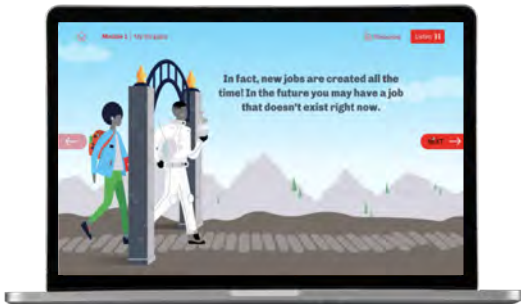 Module 1
Listen
In fact, new jobs are created all the
time! In the future you may have a job
that doesn't exist right now.
NEXT